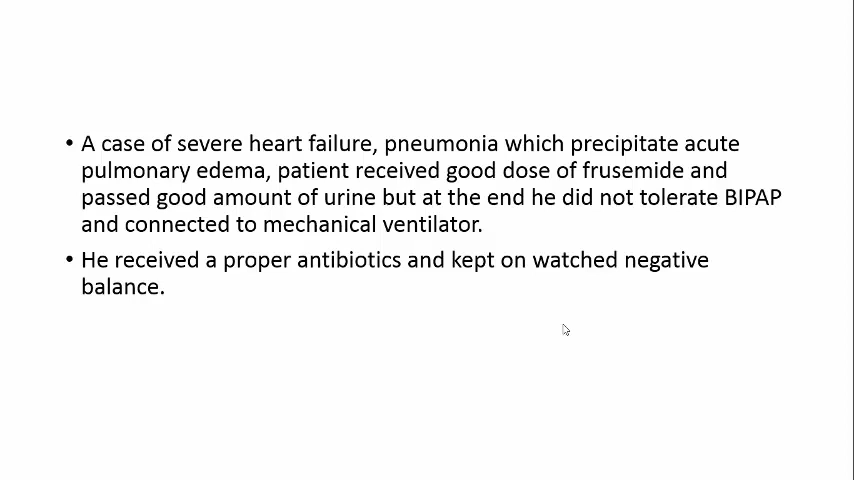 • A case of severe heart failure, pneumonia which precipitate acute
pulmonary edema, patient received good dose of frusemide and
passed good amount of urine but at the end he did not tolerate BIPAP
and connected to mechanical ventilator.
• He received a proper antibiotics and kept on watched negative
balance.